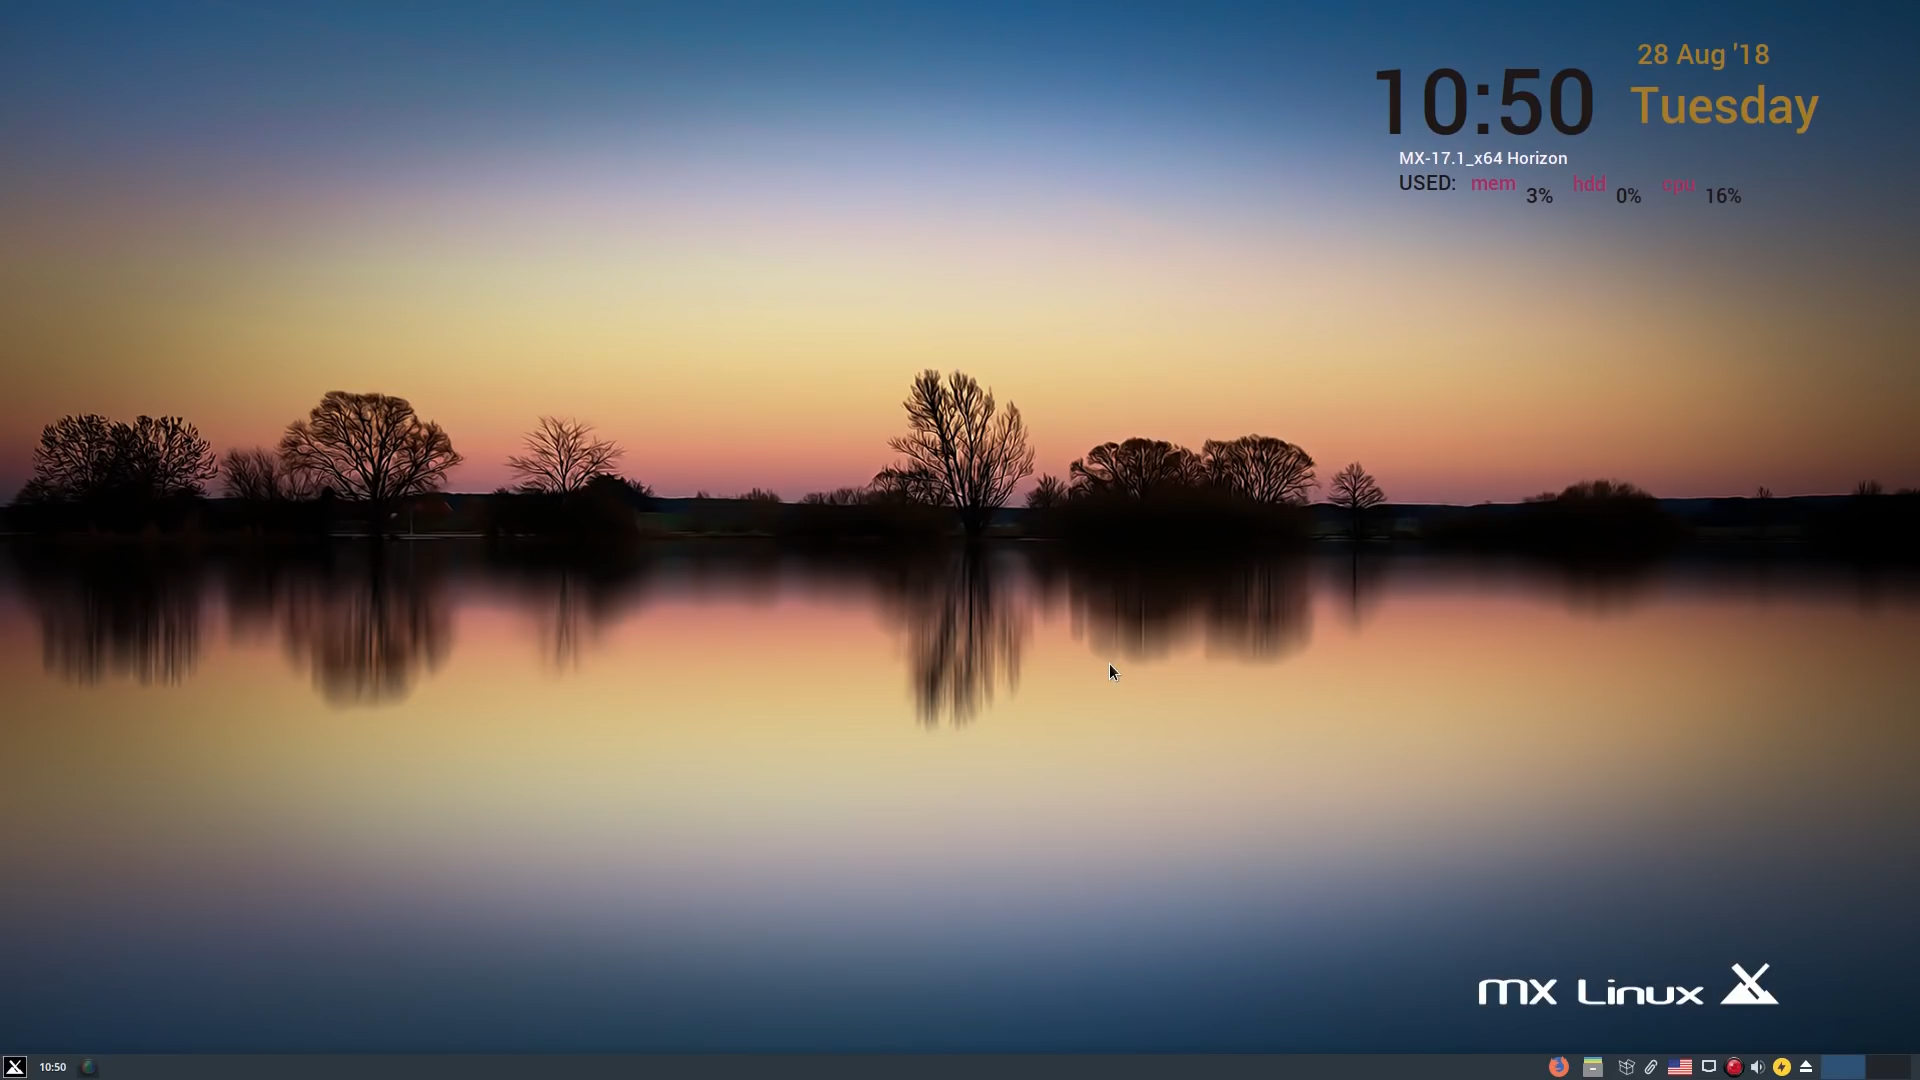 28 Aug '18
10:50 Tuesday
MX-17.1_x64 Horizon
USED: mem 3% hdd 0% cpu 16%
MX Linux
10:50